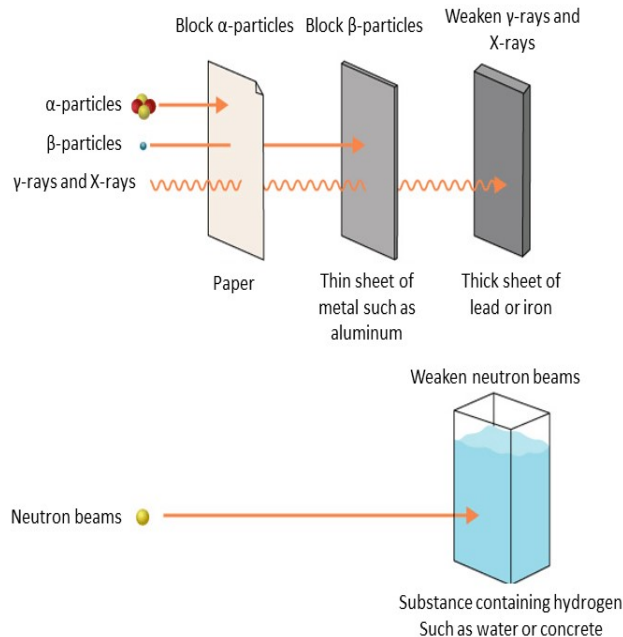 Block α-particles
Block β-particles
Weaken γ-rays and
X-rays
α-particles
β-particles
γ-rays and X-rays
Paper
Thin sheet of
metal such as
aluminum
Thick sheet of
lead or iron
Weaken neutron beams
Neutron beams
Substance containing hydrogen
Such as water or concrete